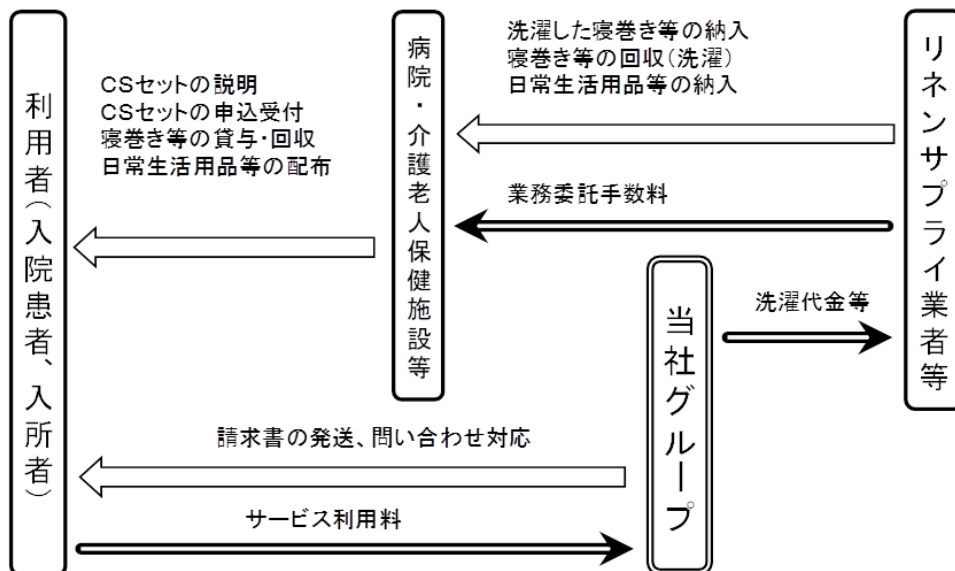 利用者（入院患者、入所者）
CSセットの説明
CSセットの申込受付
寝巻き等の貸与・回収
日常生活用品等の配布
病院・介護老人保健施設等
洗濯した寝巻き等の納入
寝巻き等の回収（洗濯）
日常生活用品等の納入
業務委託手数料
リネンサプライ業者等
当社グループ
洗濯代金等
請求書の発送、問い合わせ対応
サービス利用料